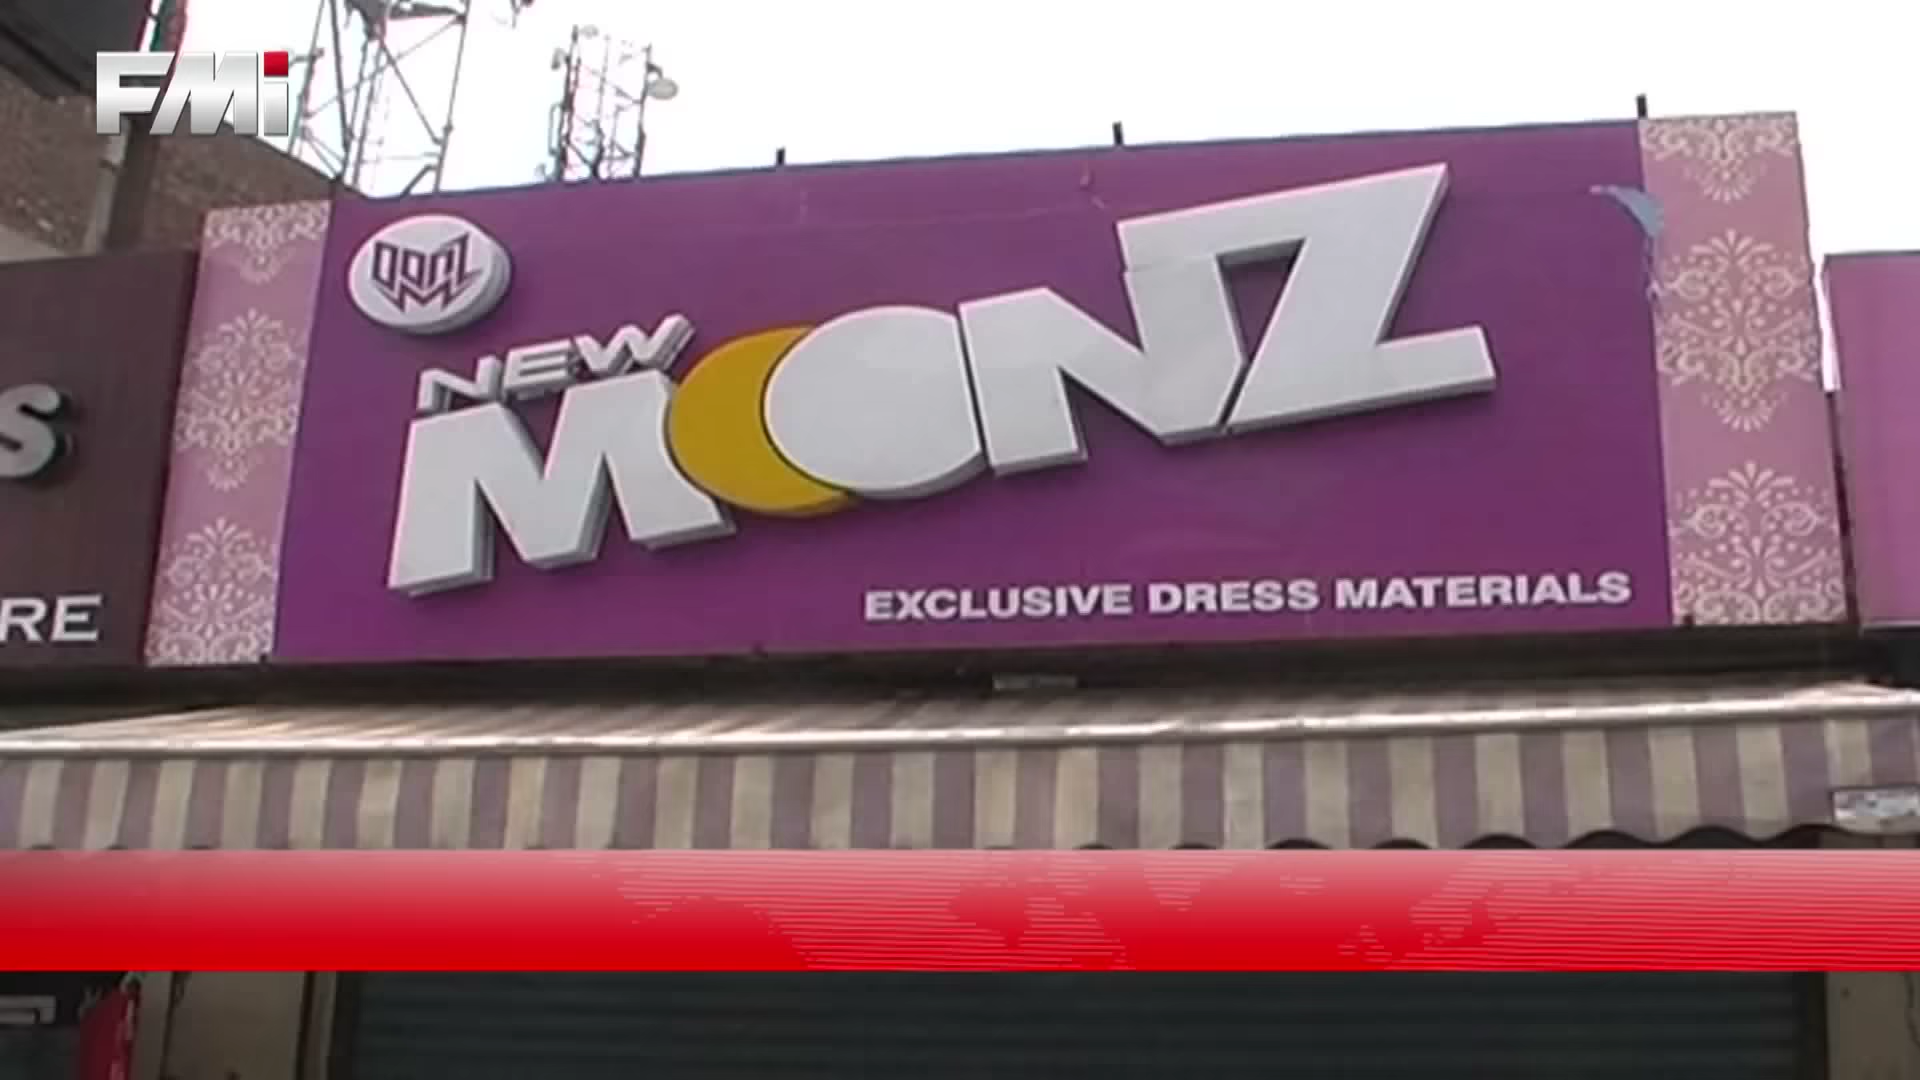 FMi
NEW
MOONZ
EXCLUSIVE DRESS MATERIALS
S
RE